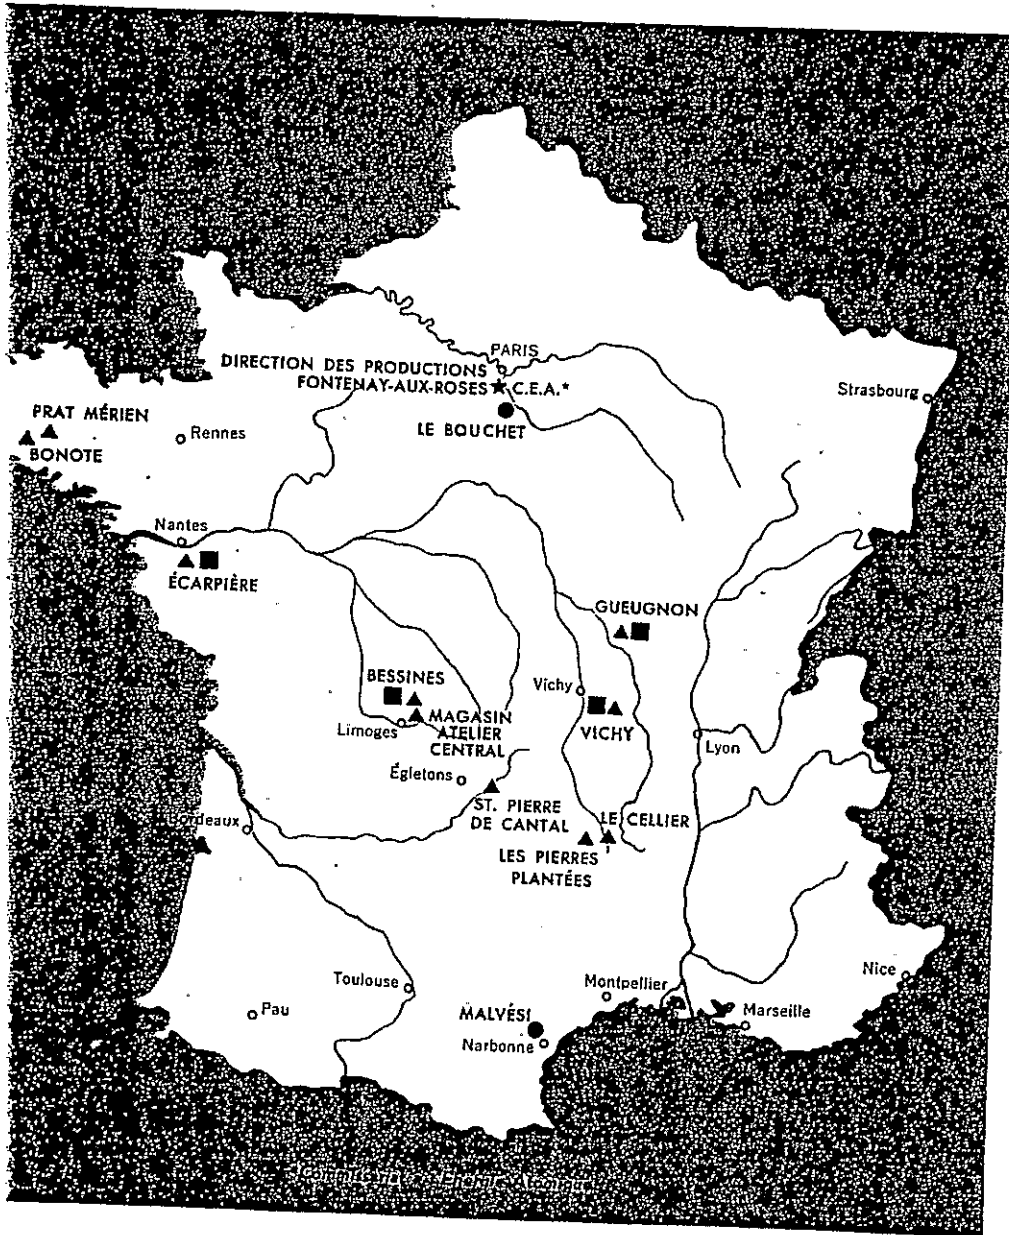 PARIS
DIRECTION DES PRODUCTIONS
FONTENAY-AUX-ROSES ★ C.E.A.*
Strasbourg
LE BOUCHET
PRAT MÉRIEN
Rennes
BONOTE
Nantes
ÉCARPIÈRE
GUEUGNON
BESSINES
Vichy
MAGASIN
ATELIER
CENTRAL
Limoges
VICHY
Lyon
Égletons
ST. PIERRE
DE CANTAL
LE CELLIER
rdeaux
LES PIERRES
PLANTÉES
Nice
Toulouse
Montpellier
Pau
MALVÉSI
Marseille
Narbonne